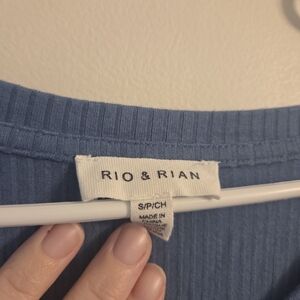 RIO & RIAN
S/P/CH
MADE IN
CHINA